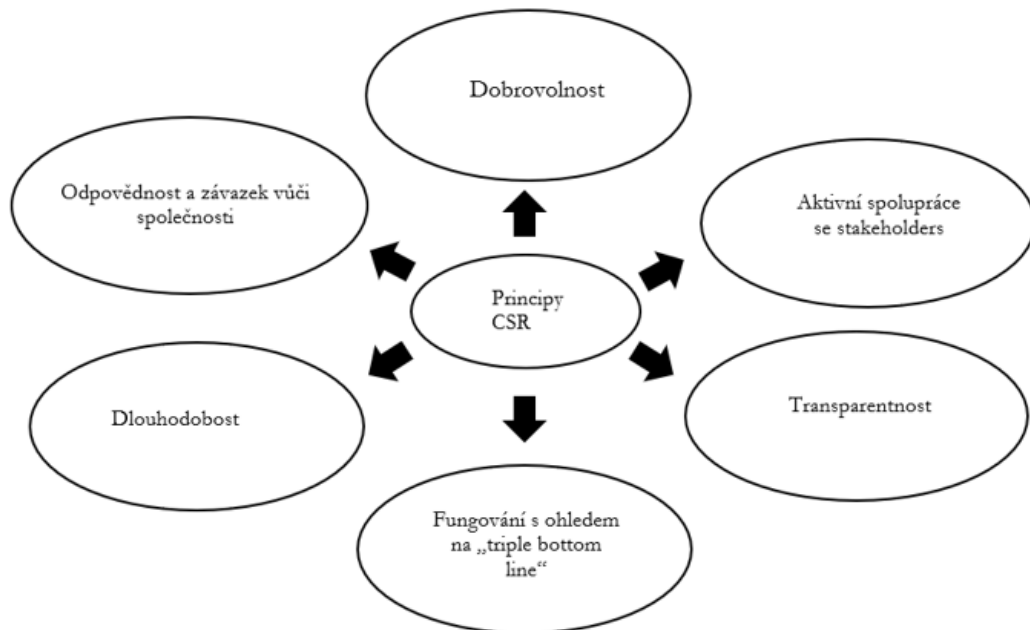 Dobrovolnost
Odpovědnost a závazek vůči
společnosti
Aktivní spolupráce
se stakeholders
Principy
CSR
Dlouhodobost
Transparentnost
Fungování s ohledem
na „triple bottom
line“